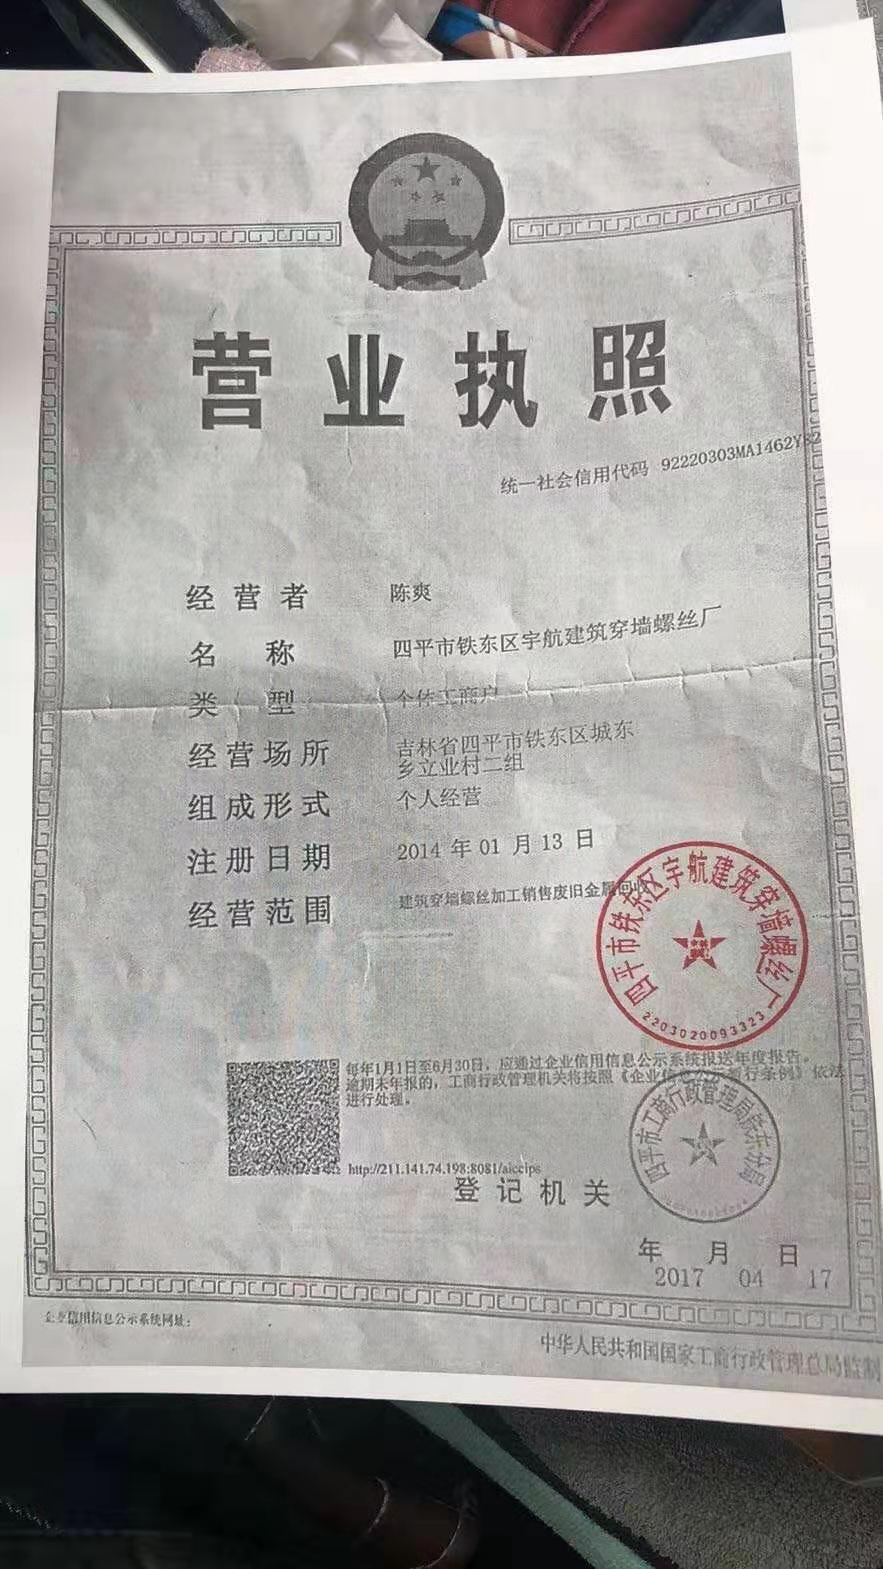 营业执照
统一社会信用代码 92220303MA1462Y82
经营者 陈爽
名称 四平市铁东区宇航建筑穿墙螺丝厂
类型 个体工商户
经营场所 吉林省四平市铁东区城东
乡立业村二组
组成形式 个人经营
注册日期 2014 年 01 月 13 日
经营范围 建筑穿墙螺丝加工销售废旧金属回收
四平市铁东区宇航建筑穿墙螺丝厂
2203020093323
每年1月1日至6月30日，应通过企业信用信息公示系统报送年度报告。
逾期未年报的，工商行政管理机关将按照《企业信息公示暂行条例》依法
进行处理。
http://211.141.74.198:8081/aiccips
四平市工商行政管理局铁东分局
登记机关
年 月 日
2017 04 17
企业信用信息公示系统网址：
中华人民共和国国家工商行政管理总局监制